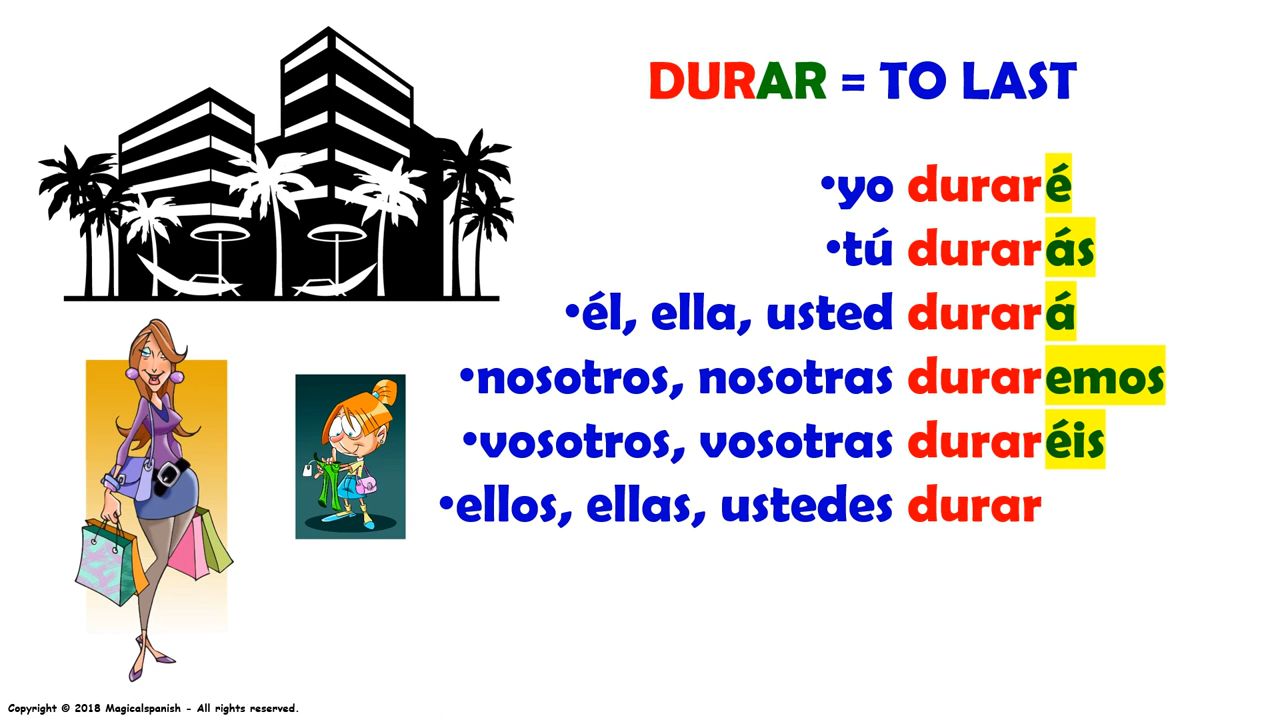 DURAR = TO LAST
•yo duraré
•tú durarás
•él, ella, usted durará
•nosotros, nosotras duraremos
•vosotros, vosotras duraréis
•ellos, ellas, ustedes durar
Copyright © 2018 Magicalspanish - All rights reserved.